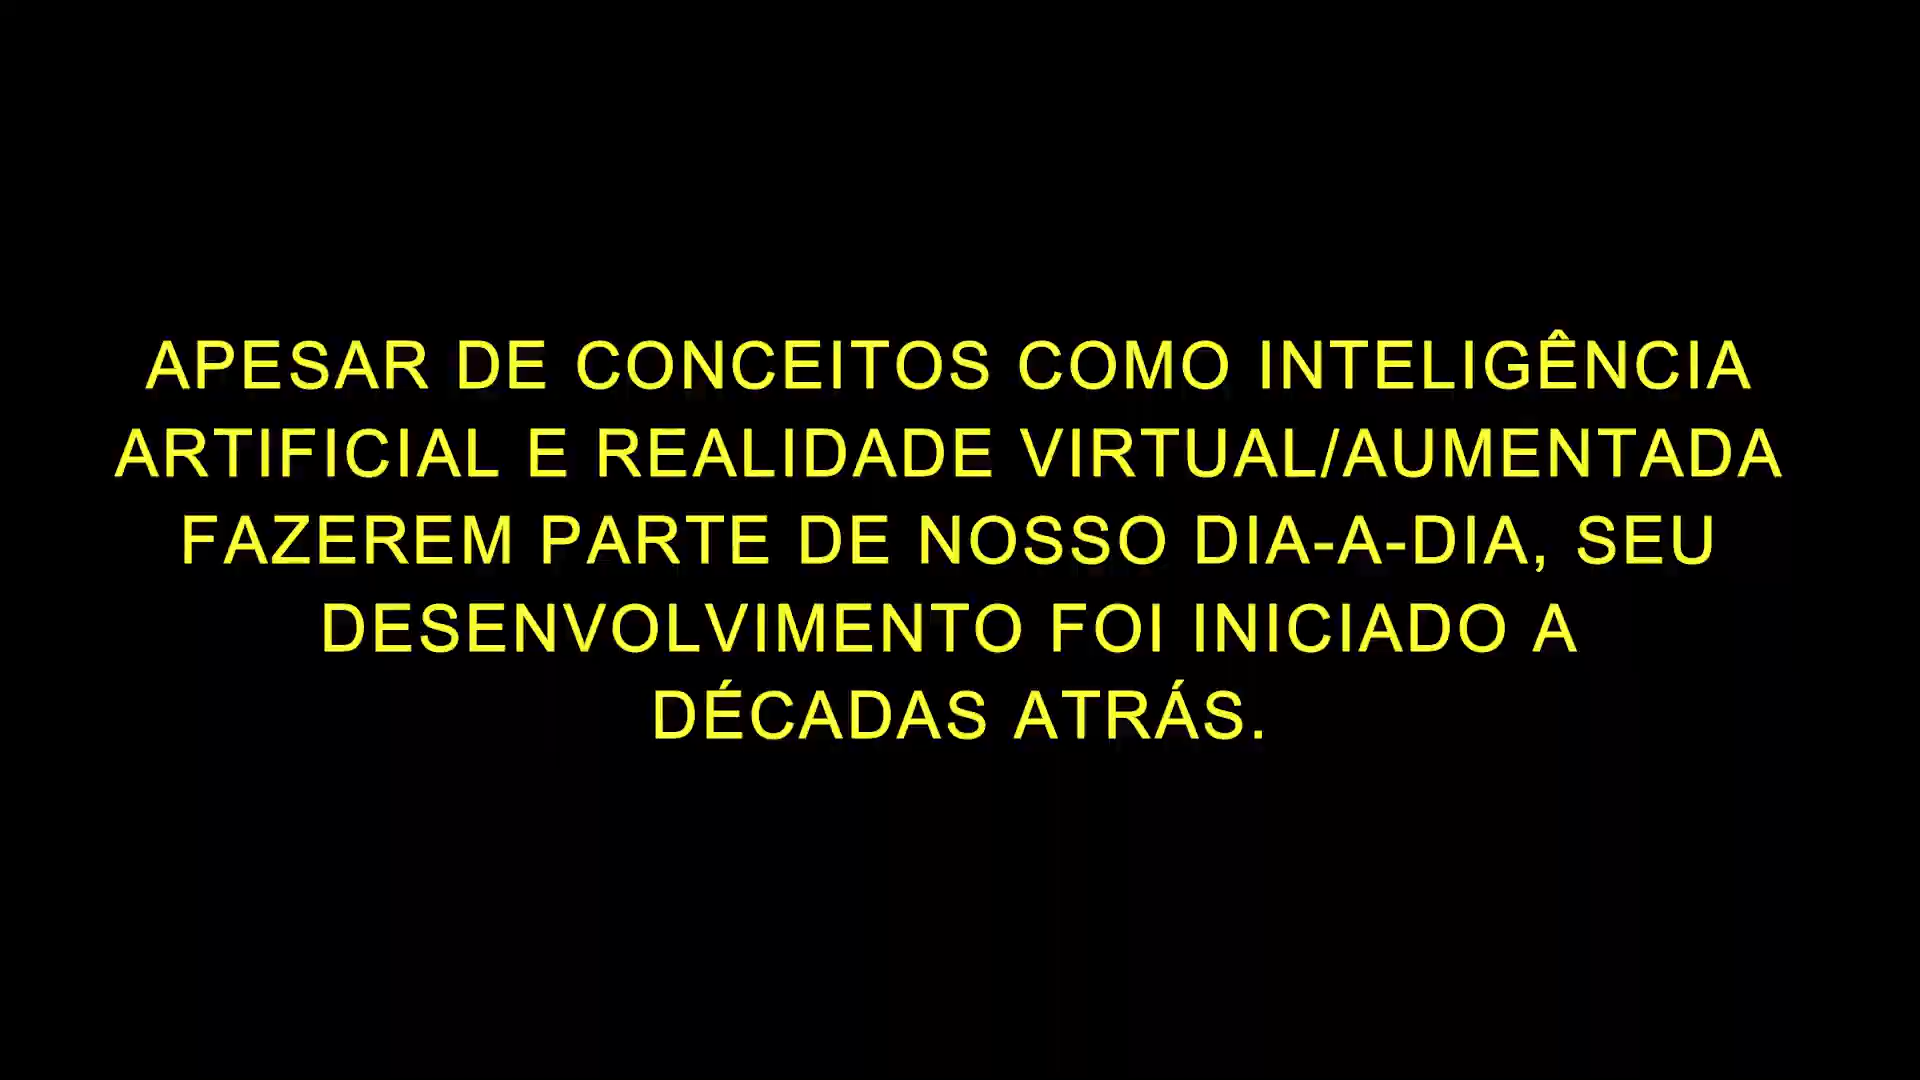 APESAR DE CONCEITOS COMO INTELIGÊNCIA
ARTIFICIAL E REALIDADE VIRTUAL/AUMENTADA
FAZEREM PARTE DE NOSSO DIA-A-DIA, SEU
DESENVOLVIMENTO FOI INICIADO A
DÉCADAS ATRÁS.